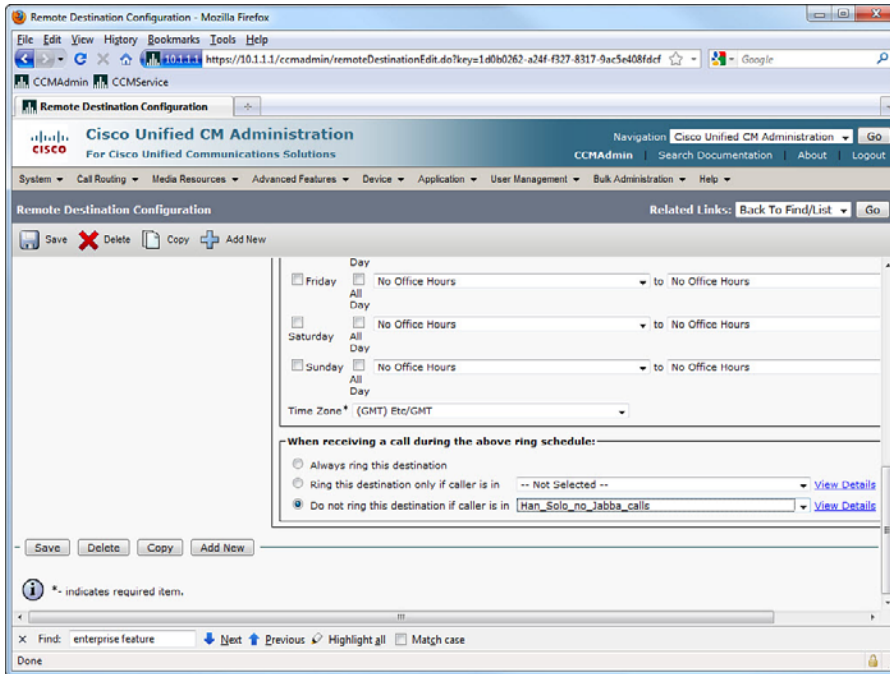 Remote Destination Configuration - Mozilla Firefox
File Edit View History Bookmarks Tools Help
10.1.1.1 https://10.1.1.1/ccmadmin/remoteDestinationEdit.do?key=1d0b0262-a24f-f327-8317-9ac5e408fdcf Google
CCMAdmin CCMService
Remote Destination Configuration
CISCO Cisco Unified CM Administration Navigation Cisco Unified CM Administration Go
For Cisco Unified Communications Solutions CCMAdmin | Search Documentation | About | Logout
System Call Routing Media Resources Advanced Features Device Application User Management Bulk Administration Help
Remote Destination Configuration Related Links: Back To Find/List Go
Save Delete Copy Add New
Day
Friday All Day No Office Hours to No Office Hours
Saturday All Day No Office Hours to No Office Hours
Sunday All Day No Office Hours to No Office Hours
Time Zone* (GMT) Etc/GMT
When receiving a call during the above ring schedule:
Always ring this destination
Ring this destination only if caller is in -- Not Selected -- View Details
Do not ring this destination if caller is in Han_Solo_no_Jabba_calls View Details
Save Delete Copy Add New
*- indicates required item.
× Find: enterprise feature Next Previous Highlight all Match case
Done